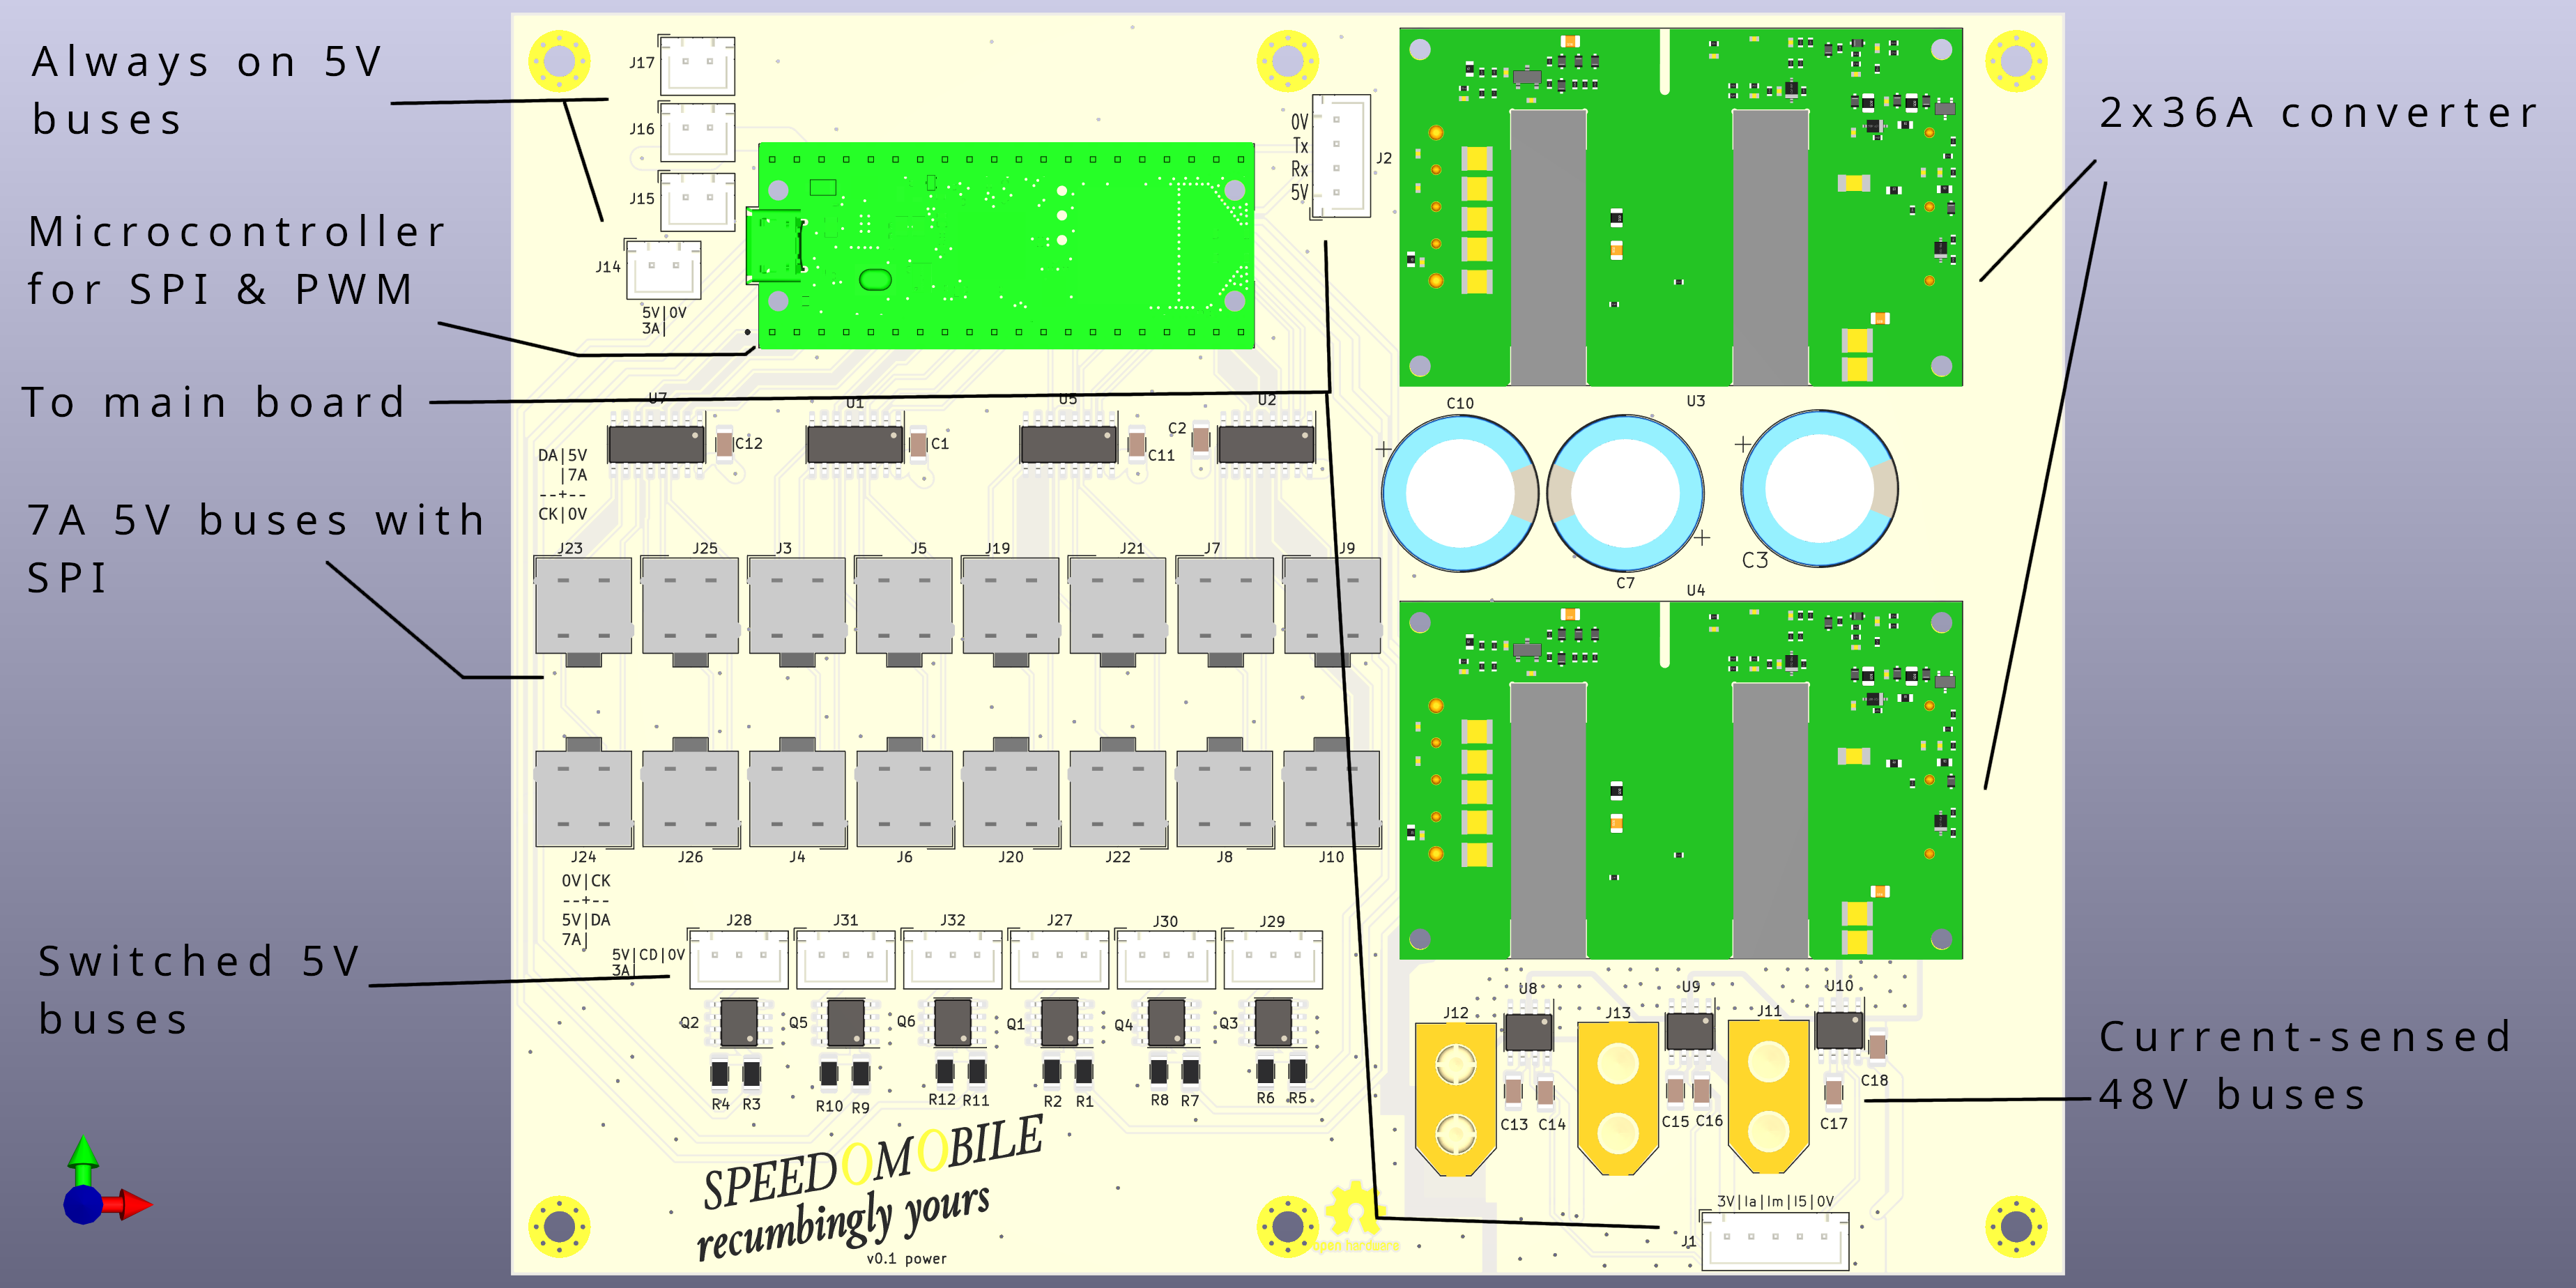 Always on 5V
buses
Microcontroller
for SPI & PWM
To main board
7A 5V buses with
SPI
Switched 5V
buses
2x36A converter
Current-sensed
48V buses
J17
J16
J15
J14
5V|0V
3A|
0V
Tx
Rx
5V
J2
U7
U1
U5
U2
C12
C1
C11
C2
DA|5V
|7A
--+--
CK|0V
J23
J25
J3
J5
J19
J21
J7
J9
J24
J26
J4
J6
J20
J22
J8
J10
0V|CK
--+--
5V|DA
7A|
5V|CD|0V
3A|
J28
J31
J32
J27
J30
J29
Q2
Q5
Q6
Q1
Q4
Q3
R4
R3
R10
R9
R12
R11
R2
R1
R8
R7
R6
R5
SPEEDOMOBILE
recumbingly yours
v0.1 power
open hardware
U3
C10
C7
C3
U4
U8
U9
U10
J12
J13
J11
C13
C14
C15
C16
C17
C18
3V|Ia|Im|I5|0V
J1